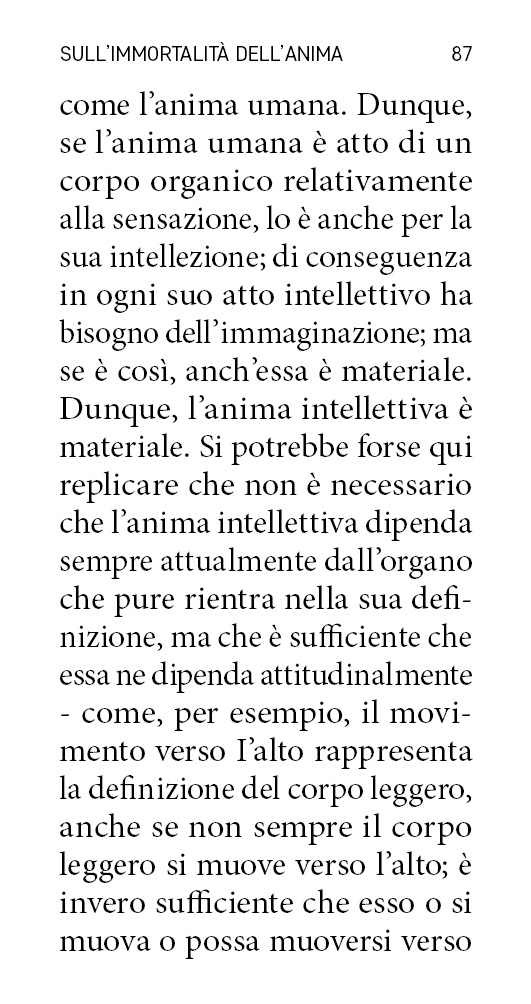 SULL'IMMORTALITÀ DELL'ANIMA 87
come l'anima umana. Dunque,
se l'anima umana è atto di un
corpo organico relativamente
alla sensazione, lo è anche per la
sua intellezione; di conseguenza
in ogni suo atto intellettivo ha
bisogno dell'immaginazione; ma
se è così, anch'essa è materiale.
Dunque, l'anima intellettiva è
materiale. Si potrebbe forse qui
replicare che non è necessario
che l'anima intellettiva dipenda
sempre attualmente dall'organo
che pure rientra nella sua defi-
nizione, ma che è sufficiente che
essa ne dipenda attitudinalmente
- come, per esempio, il movi-
mento verso I'alto rappresenta
la definizione del corpo leggero,
anche se non sempre il corpo
leggero si muove verso l'alto; è
invero sufficiente che esso o si
muova o possa muoversi verso